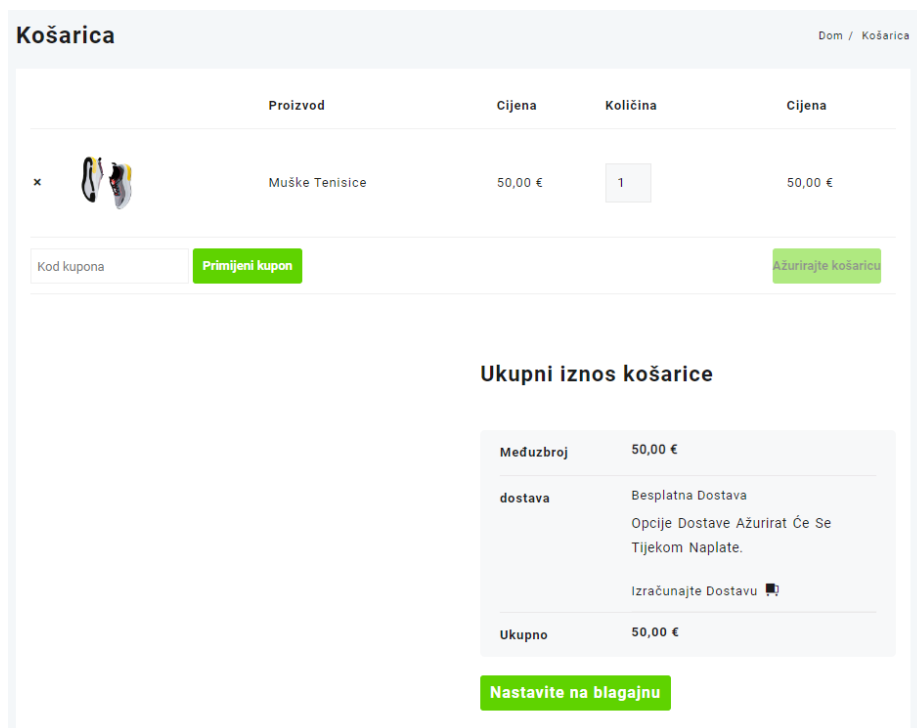 Košarica
Dom / Košarica
Proizvod Cijena Količina Cijena
× Muške Tenisice 50,00 € 1 50,00 €
Kod kupona Primijeni kupon Ažurirajte košaricu
Ukupni iznos košarice
Međuzbroj 50,00 €
dostava Besplatna Dostava
Opcije Dostave Ažurirat Će Se
Tijekom Naplate.
Izračunajte Dostavu
Ukupno 50,00 €
Nastavite na blagajnu